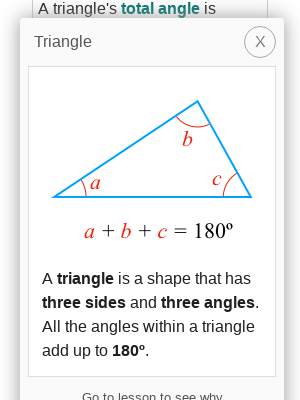 A triangle's total angle is
Triangle
X
b
a
c
a + b + c = 180º
A triangle is a shape that has
three sides and three angles.
All the angles within a triangle
add up to 180º.
Go to lesson to see why